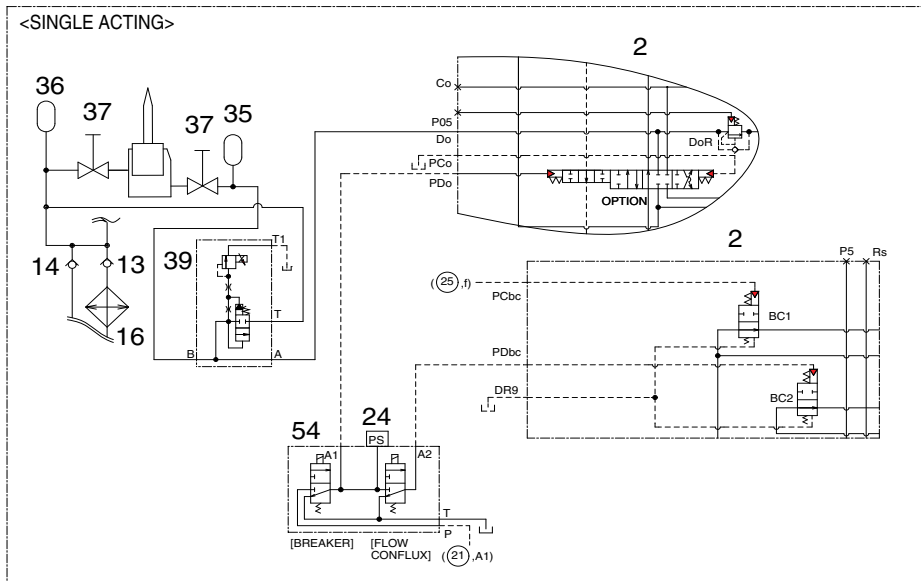 <SINGLE ACTING>
2
36
37
37
35
Co
P05
Do
DoR
PCo
PDo
OPTION
2
P5
Rs
14
13
39
T1
16
T
B
A
(25,f)
PCbc
BC1
PDbc
BC2
DR9
54
24
PS
A1
A2
T
P
[BREAKER]
[FLOW
CONFLUX]
(21,A1)